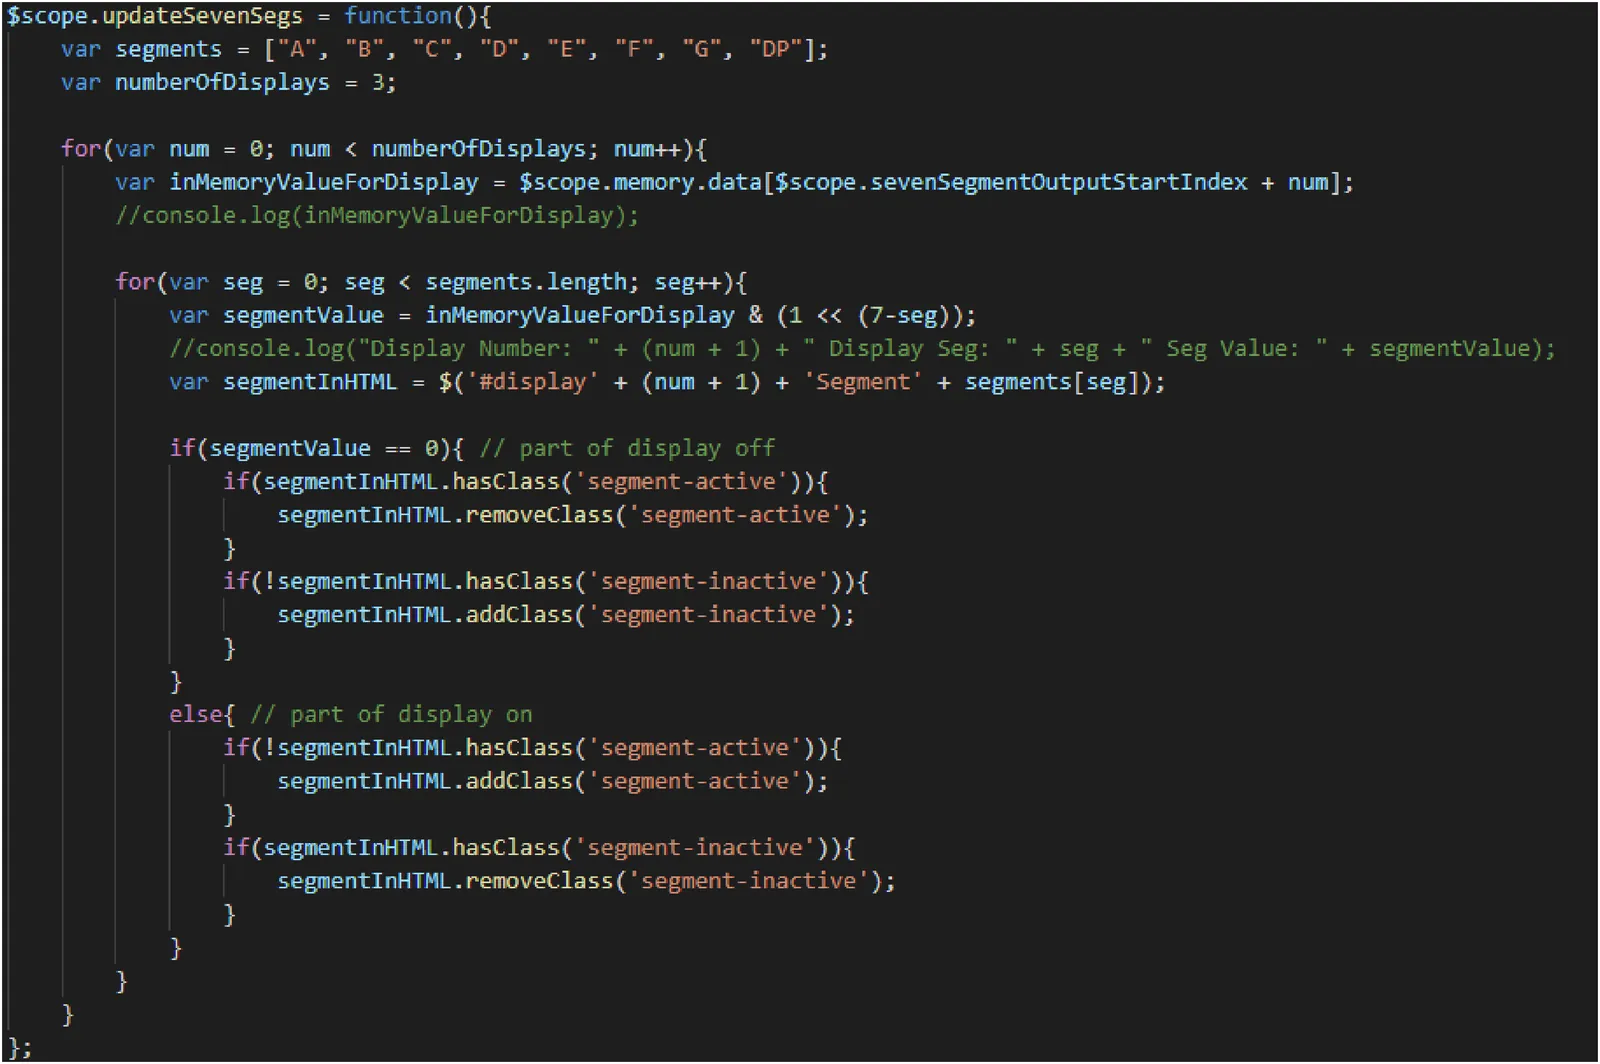 $scope.updateSevenSegs = function(){
    var segments = ["A", "B", "C", "D", "E", "F", "G", "DP"];
    var numberOfDisplays = 3;

    for(var num = 0; num < numberOfDisplays; num++){
        var inMemoryValueForDisplay = $scope.memory.data[$scope.sevenSegmentOutputStartIndex + num];
        //console.log(inMemoryValueForDisplay);

        for(var seg = 0; seg < segments.length; seg++){
            var segmentValue = inMemoryValueForDisplay & (1 << (7-seg));
            //console.log("Display Number: " + (num + 1) + " Display Seg: " + seg + " Seg Value: " + segmentValue);
            var segmentInHTML = $('#display' + (num + 1) + 'Segment' + segments[seg]);

            if(segmentValue == 0){ // part of display off
                if(segmentInHTML.hasClass('segment-active')){
                    segmentInHTML.removeClass('segment-active');
                }
                if(!segmentInHTML.hasClass('segment-inactive')){
                    segmentInHTML.addClass('segment-inactive');
                }
            }
            else{ // part of display on
                if(!segmentInHTML.hasClass('segment-active')){
                    segmentInHTML.addClass('segment-active');
                }
                if(segmentInHTML.hasClass('segment-inactive')){
                    segmentInHTML.removeClass('segment-inactive');
                }
            }
        }
    }
};